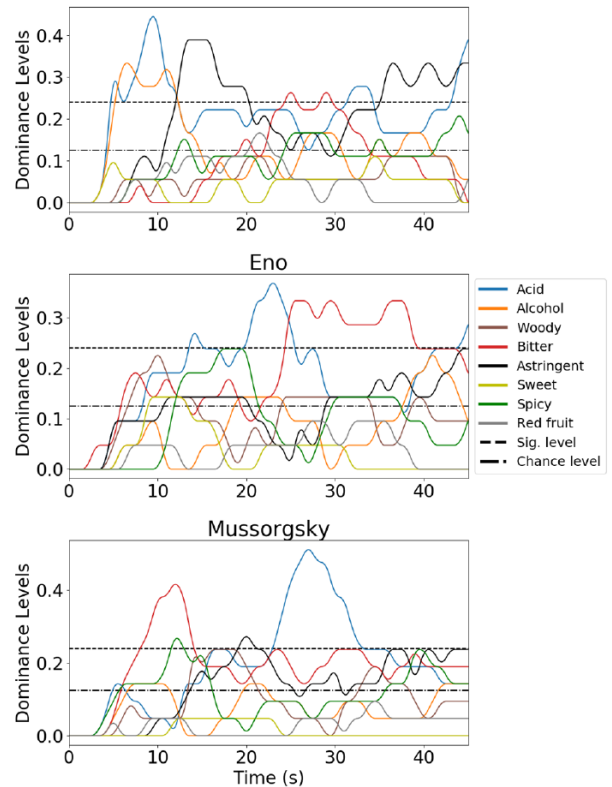 0.4
0.3
0.2
0.1
0.0
Dominance Levels
0 10 20 30 40
Eno
0.3
0.2
0.1
0.0
Dominance Levels
0 10 20 30 40
Acid
Alcohol
Woody
Bitter
Astringent
Sweet
Spicy
Red fruit
Sig. level
Chance level
Mussorgsky
0.4
0.2
0.0
Dominance Levels
0 10 20 30 40
Time (s)